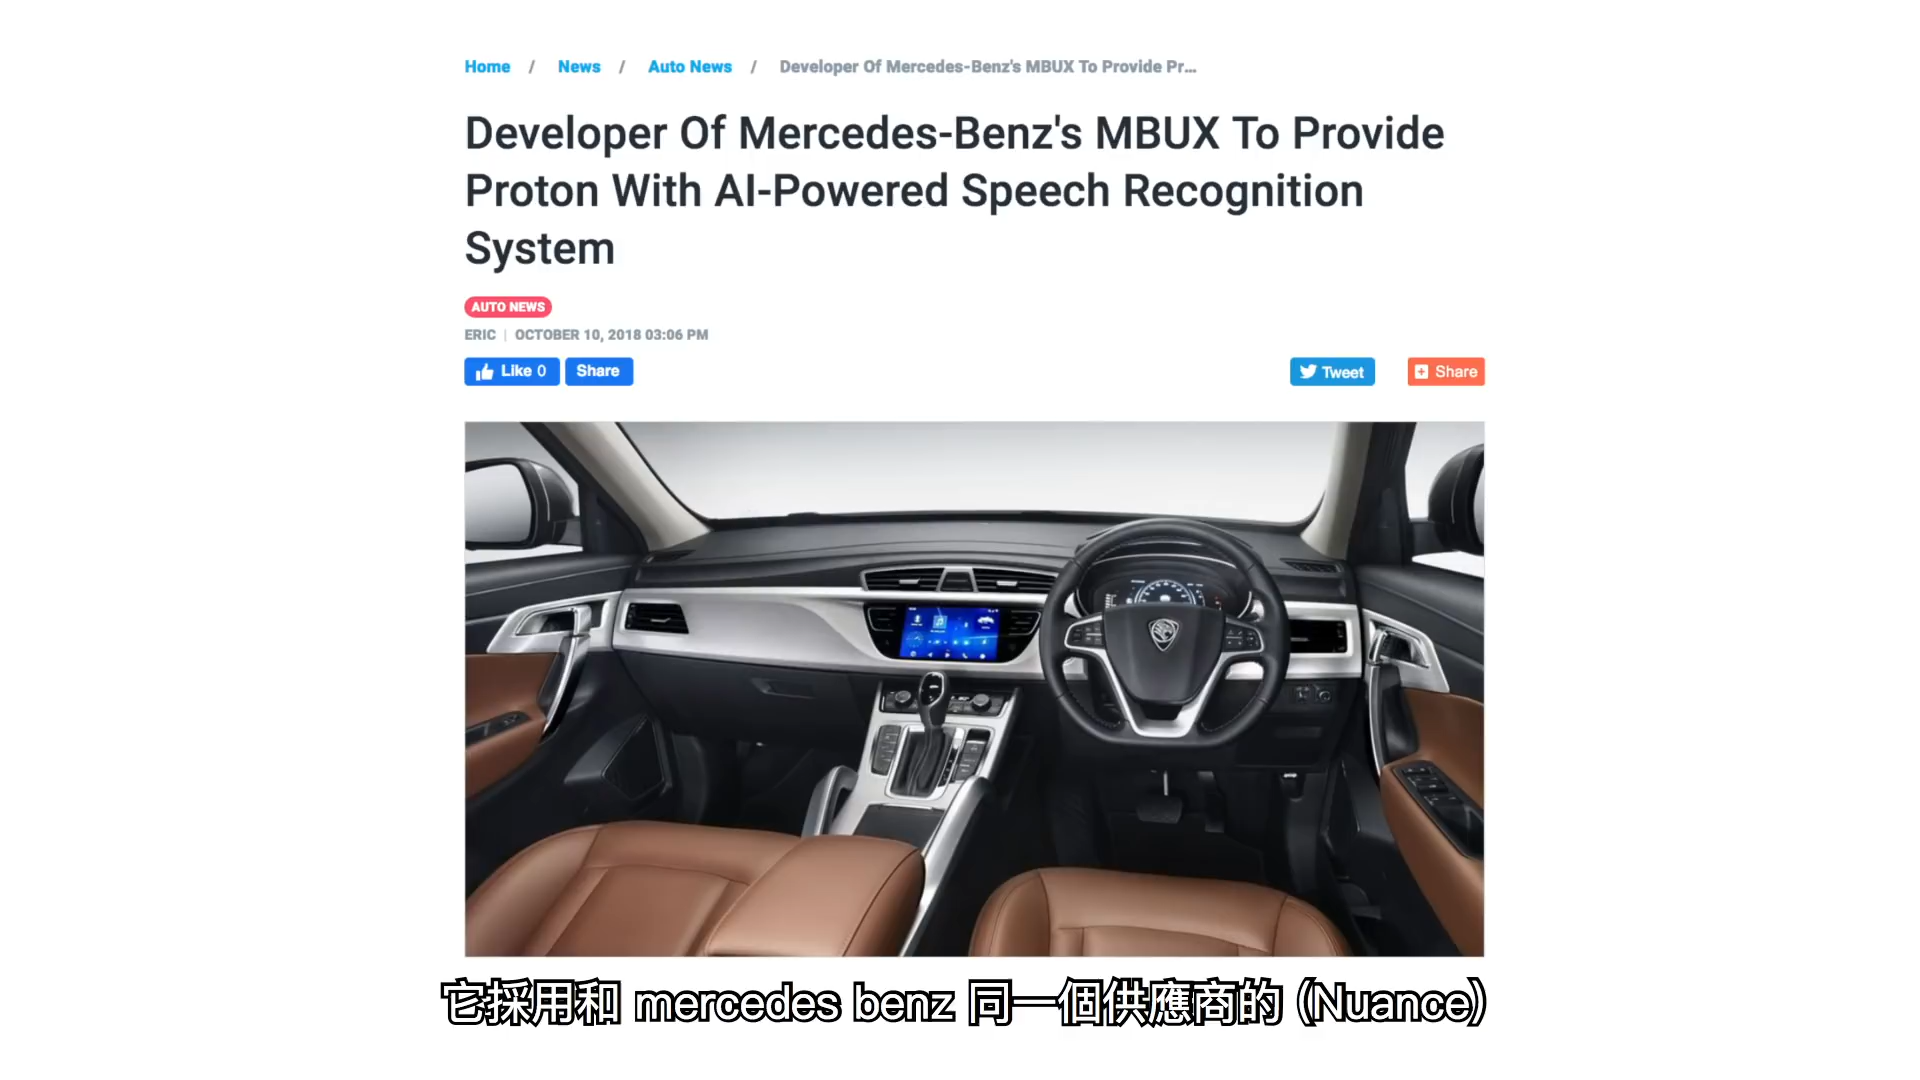 Home / News / Auto News / Developer Of Mercedes-Benz's MBUX To Provide Pr...
Developer Of Mercedes-Benz's MBUX To Provide
Proton With AI-Powered Speech Recognition
System
AUTO NEWS
ERIC | OCTOBER 10, 2018 03:06 PM
Like 0 Share Tweet Share
它採用和 mercedes benz 同一個供應商的 (Nuance)